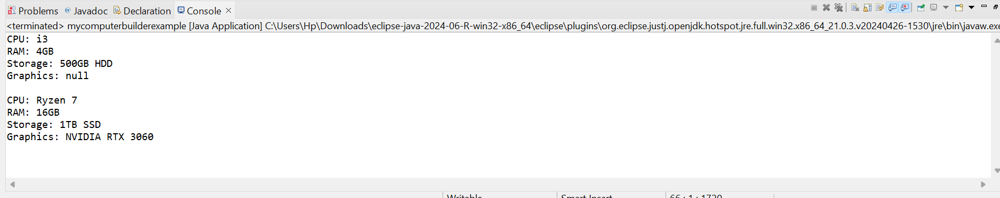 Problems @ Javadoc Declaration Console
<terminated> mycomputerbuilderexample [Java Application] C:\Users\Hp\Downloads\eclipse-java-2024-06-R-win32-x86_64\eclipse\plugins\org.eclipse.justj.openjdk.hotspot.jre.full.win32.x86_64_21.0.3.v20240426-1530\jre\bin\javaw.exe
CPU: i3
RAM: 4GB
Storage: 500GB HDD
Graphics: null
CPU: Ryzen 7
RAM: 16GB
Storage: 1TB SSD
Graphics: NVIDIA RTX 3060
Writable Smart Insert 66 : 1 : 1720